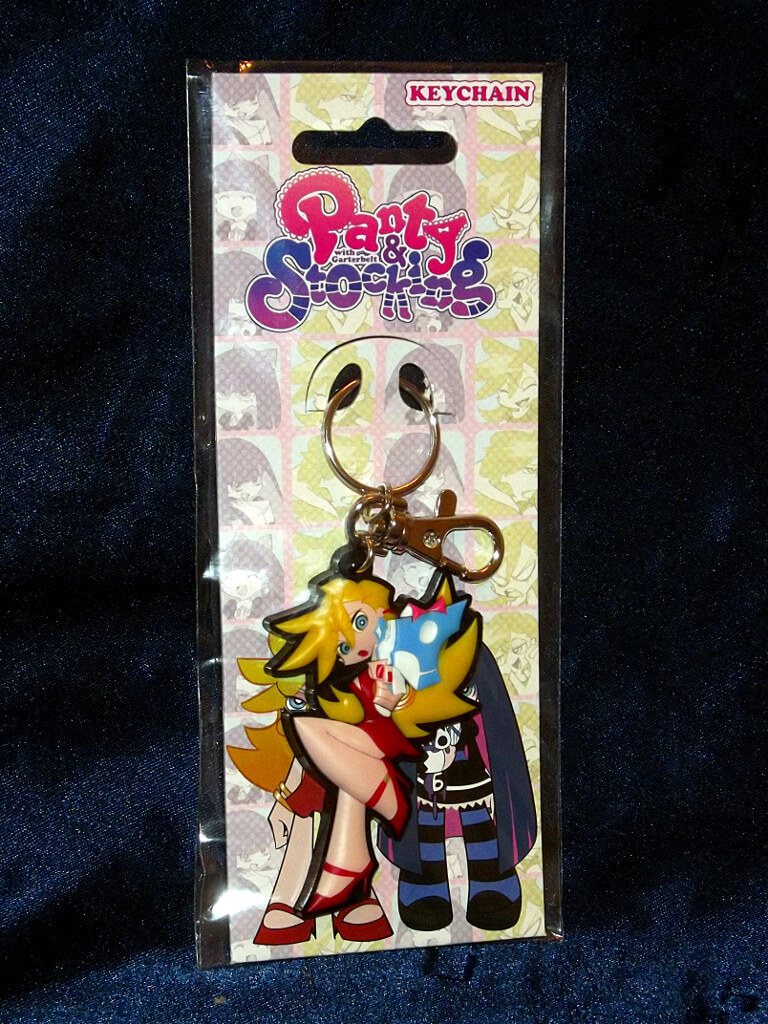 KEYCHAIN
Panty
with
Garterbelt
&
Stocking